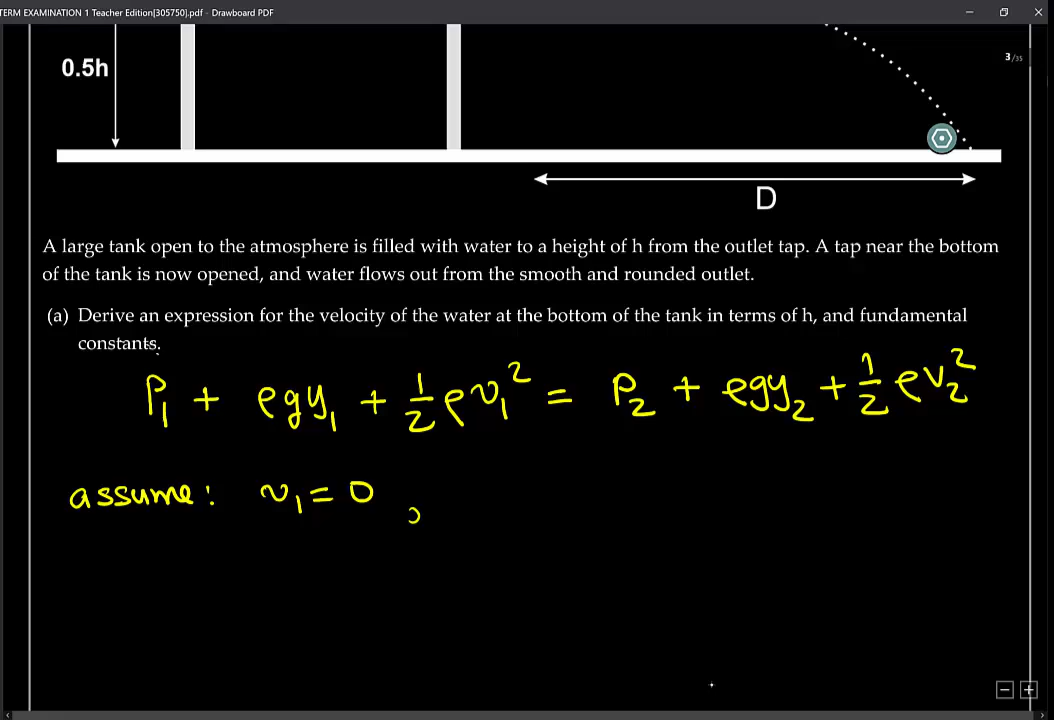 TERM EXAMINATION 1 Teacher Edition[305750].pdf - Drawboard PDF
3/35
0.5h
D
A large tank open to the atmosphere is filled with water to a height of h from the outlet tap. A tap near the bottom
of the tank is now opened, and water flows out from the smooth and rounded outlet.
(a) Derive an expression for the velocity of the water at the bottom of the tank in terms of h, and fundamental
constants.
P₁ + ρgy₁ + ½ρv₁² = P₂ + ρgy₂ + ½ρv₂²
assume: v₁ = 0